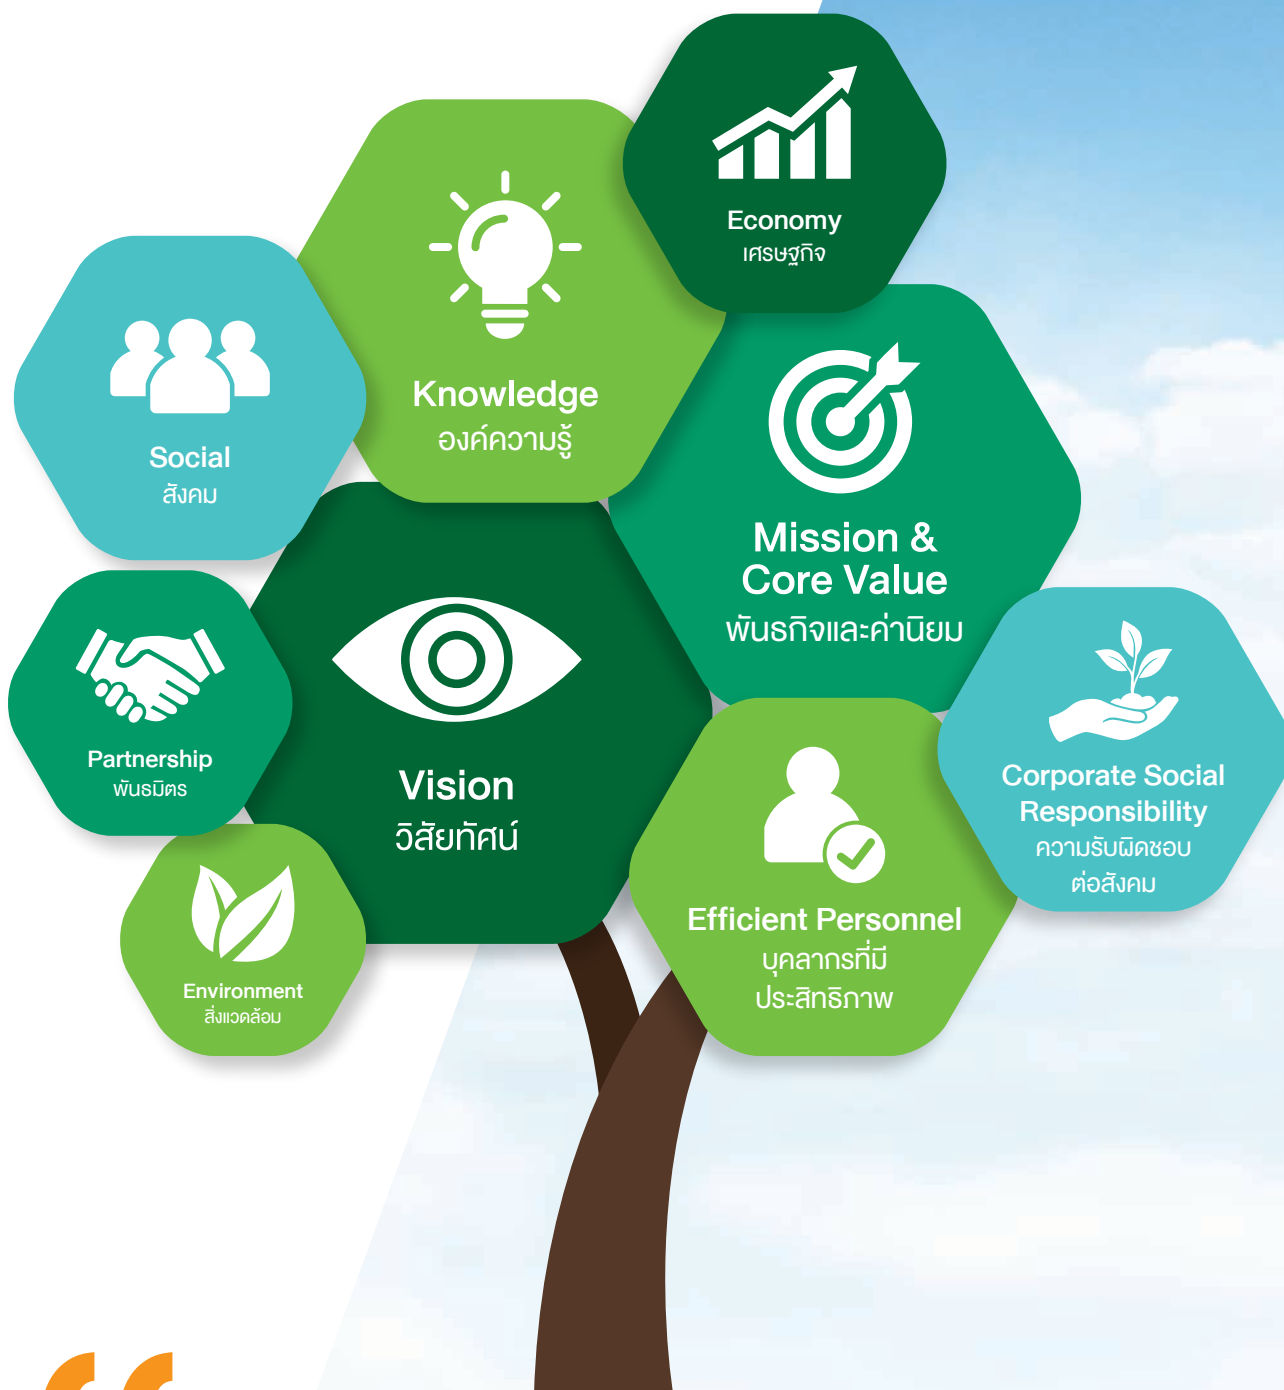 Economy
เศรษฐกิจ
Knowledge
องค์ความรู้
Social
สังคม
Mission &
Core Value
พันธกิจและค่านิยม
Partnership
พันธมิตร
Vision
วิสัยทัศน์
Corporate Social
Responsibility
ความรับผิดชอบ
ต่อสังคม
Efficient Personnel
บุคลากรที่มี
ประสิทธิภาพ
Environment
สิ่งแวดล้อม